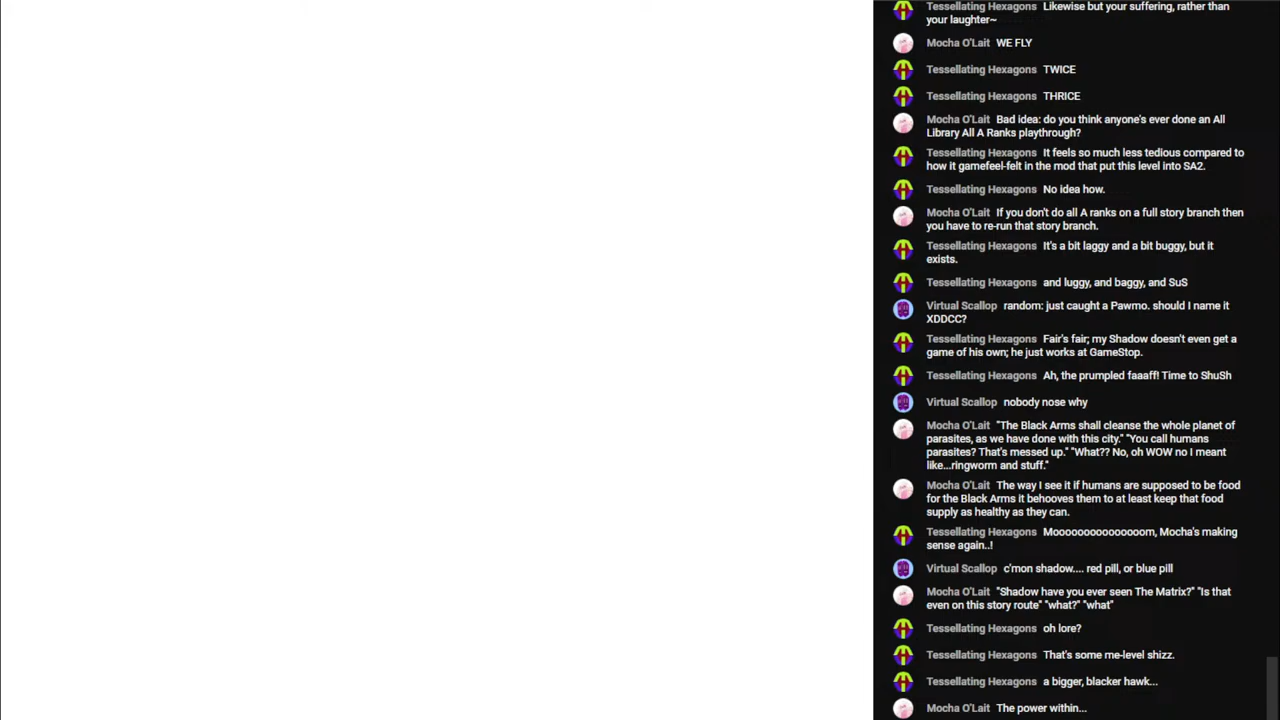 Tessellating Hexagons Likewise but your suffering, rather than
your laughter~
Mocha O'Lait WE FLY
Tessellating Hexagons TWICE
Tessellating Hexagons THRICE
Mocha O'Lait Bad idea: do you think anyone's ever done an All
Library All A Ranks playthrough?
Tessellating Hexagons It feels so much less tedious compared to
how it gamefeel-felt in the mod that put this level into SA2.
Tessellating Hexagons No idea how.
Mocha O'Lait If you don't do all A ranks on a full story branch then
you have to re-run that story branch.
Tessellating Hexagons It's a bit laggy and a bit buggy, but it
exists.
Tessellating Hexagons and luggy, and baggy, and SuS
Virtual Scallop random: just caught a Pawmo. should I name it
XDDCC?
Tessellating Hexagons Fair's fair; my Shadow doesn't even get a
game of his own; he just works at GameStop.
Tessellating Hexagons Ah, the prumpled faaaff! Time to ShuSh
Virtual Scallop nobody nose why
Mocha O'Lait "The Black Arms shall cleanse the whole planet of
parasites, as we have done with this city." "You call humans
parasites? That's messed up." "What?? No, oh WOW no I meant
like...ringworm and stuff."
Mocha O'Lait The way I see it if humans are supposed to be food
for the Black Arms it behooves them to at least keep that food
supply as healthy as they can.
Tessellating Hexagons Mooooooooooooooom, Mocha's making
sense again..!
Virtual Scallop c'mon shadow.... red pill, or blue pill
Mocha O'Lait "Shadow have you ever seen The Matrix?" "Is that
even on this story route" "what?" "what"
Tessellating Hexagons oh lore?
Tessellating Hexagons That's some me-level shizz.
Tessellating Hexagons a bigger, blacker hawk...
Mocha O'Lait The power within...